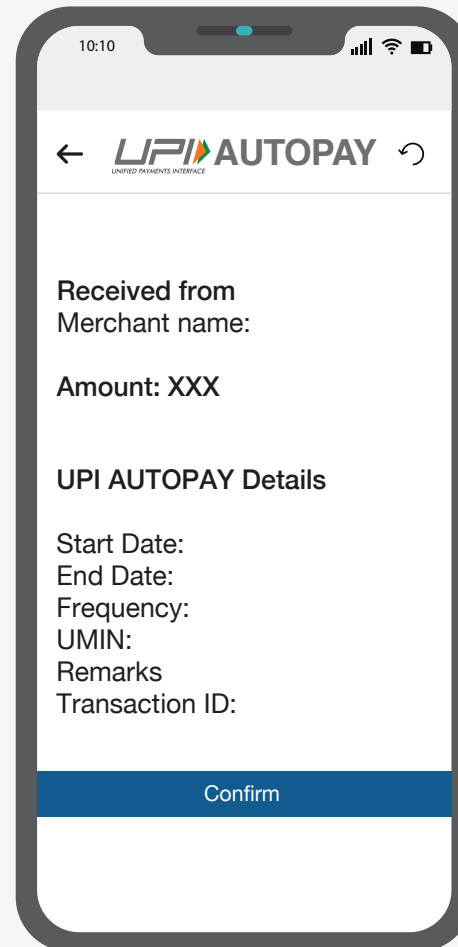 10:10
UPI AUTOPAY
UNIFIED PAYMENTS INTERFACE
Received from
Merchant name:
Amount: XXX
UPI AUTOPAY Details
Start Date:
End Date:
Frequency:
UMIN:
Remarks
Transaction ID:
Confirm